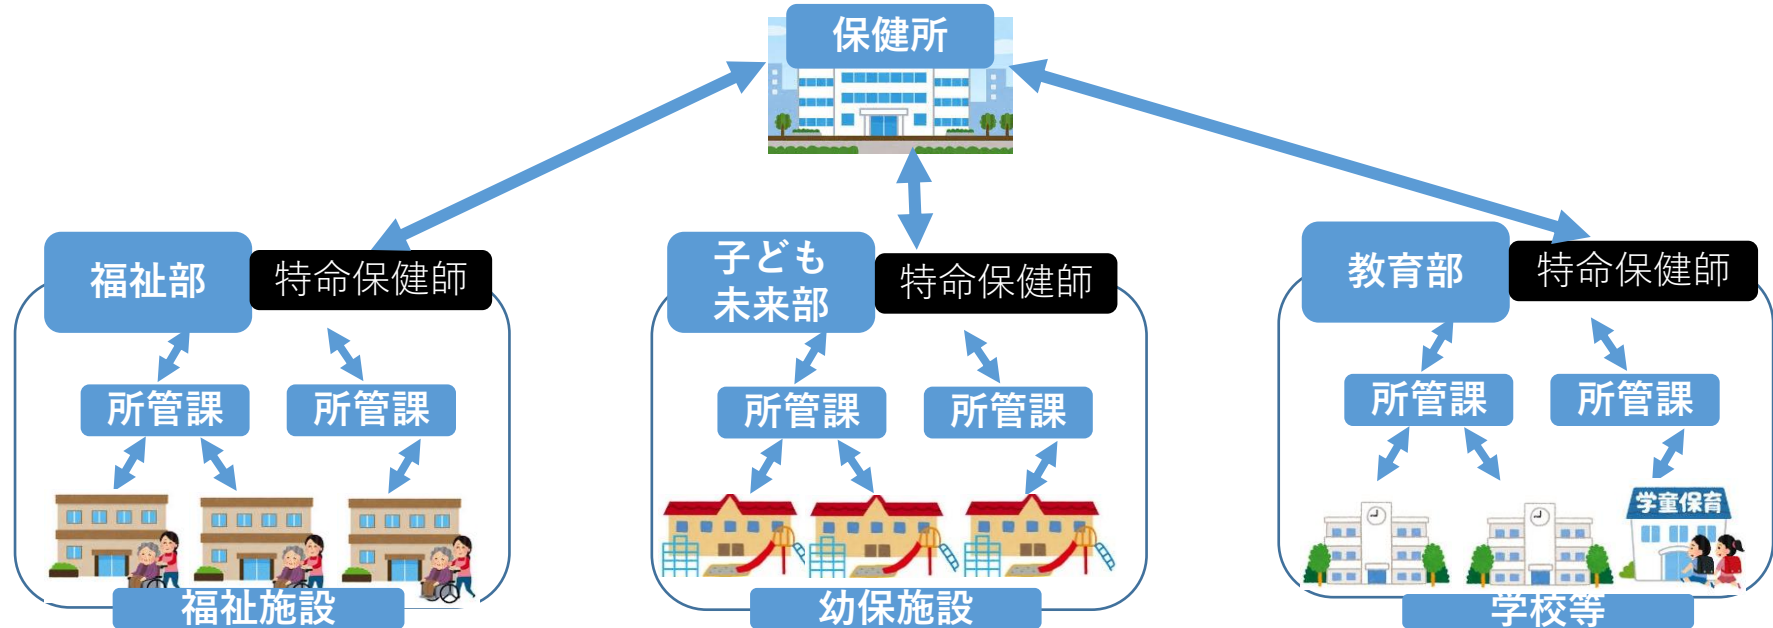 保健所
福祉部
特命保健師
子ども
未来部
特命保健師
教育部
特命保健師
所管課
所管課
所管課
所管課
所管課
所管課
学童保育
福祉施設
幼保施設
学校等